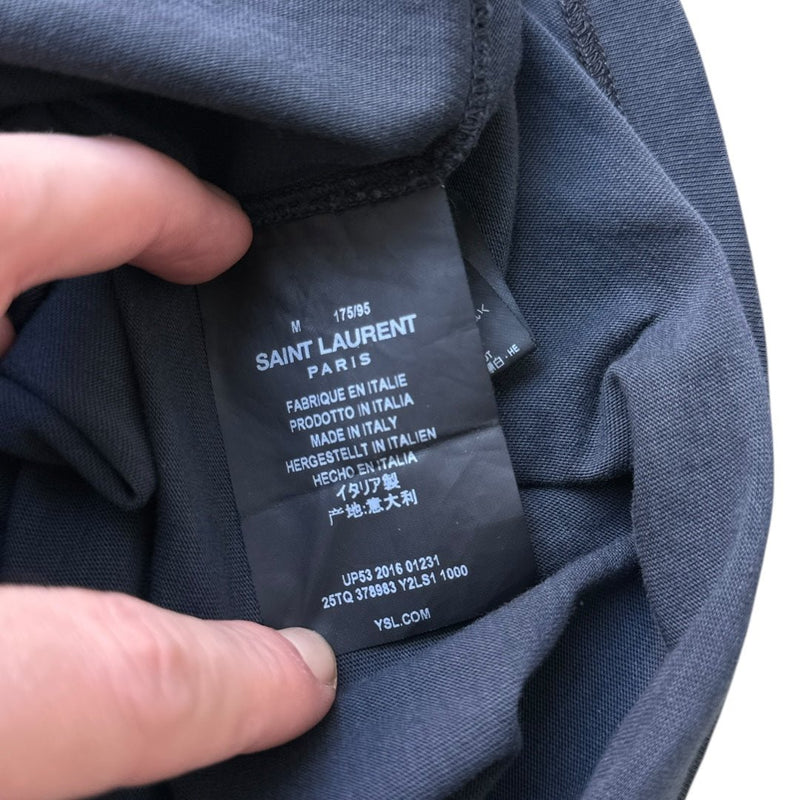 M 175/95
SAINT LAURENT
PARIS
FABRIQUE EN ITALIE
PRODOTTO IN ITALIA
MADE IN ITALY
HERGESTELLT IN ITALIEN
HECHO EN ITALIA
イタリア製
产地:意大利
UP53 2016 01231
25TQ 378983 Y2LS1 1000
YSL.COM
白 - HE